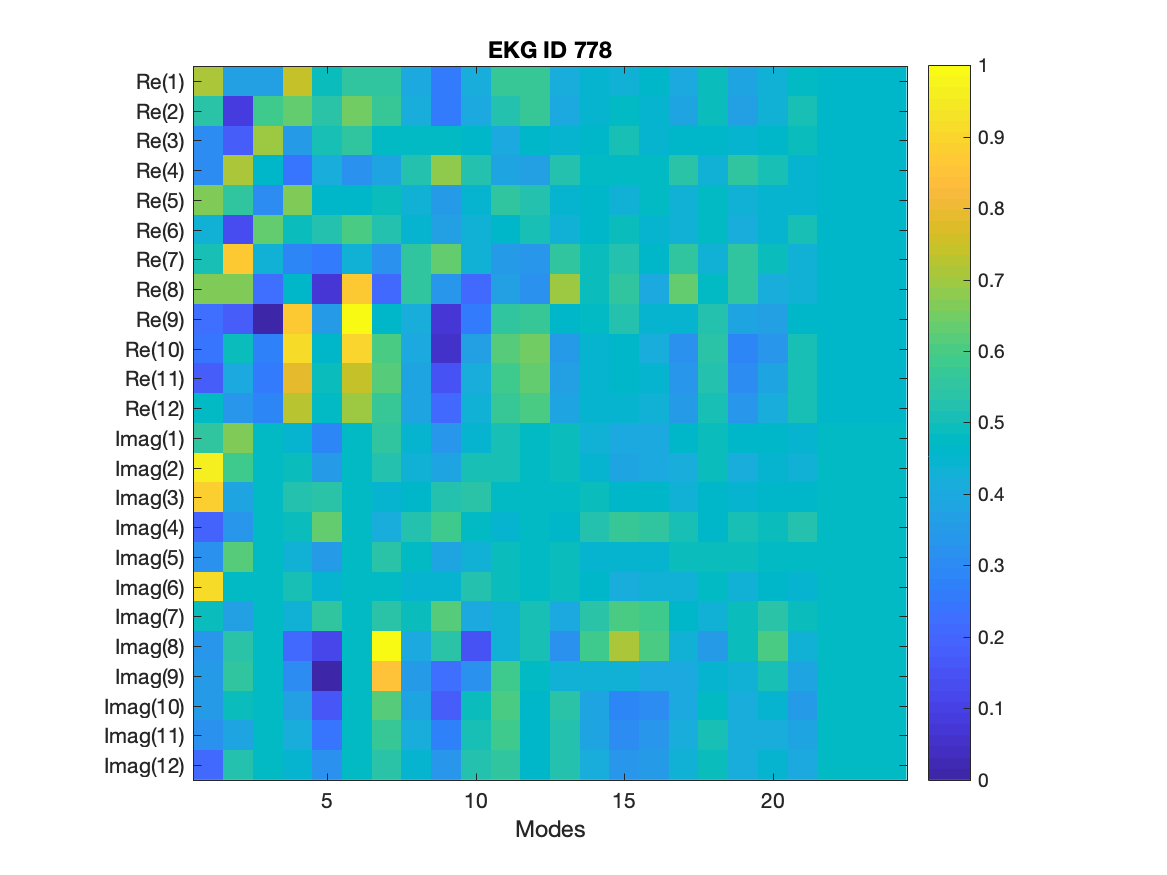 EKG ID 778
Re(1)
Re(2)
Re(3)
Re(4)
Re(5)
Re(6)
Re(7)
Re(8)
Re(9)
Re(10)
Re(11)
Re(12)
Imag(1)
Imag(2)
Imag(3)
Imag(4)
Imag(5)
Imag(6)
Imag(7)
Imag(8)
Imag(9)
Imag(10)
Imag(11)
Imag(12)
5 10 15 20
Modes
1
0.9
0.8
0.7
0.6
0.5
0.4
0.3
0.2
0.1
0